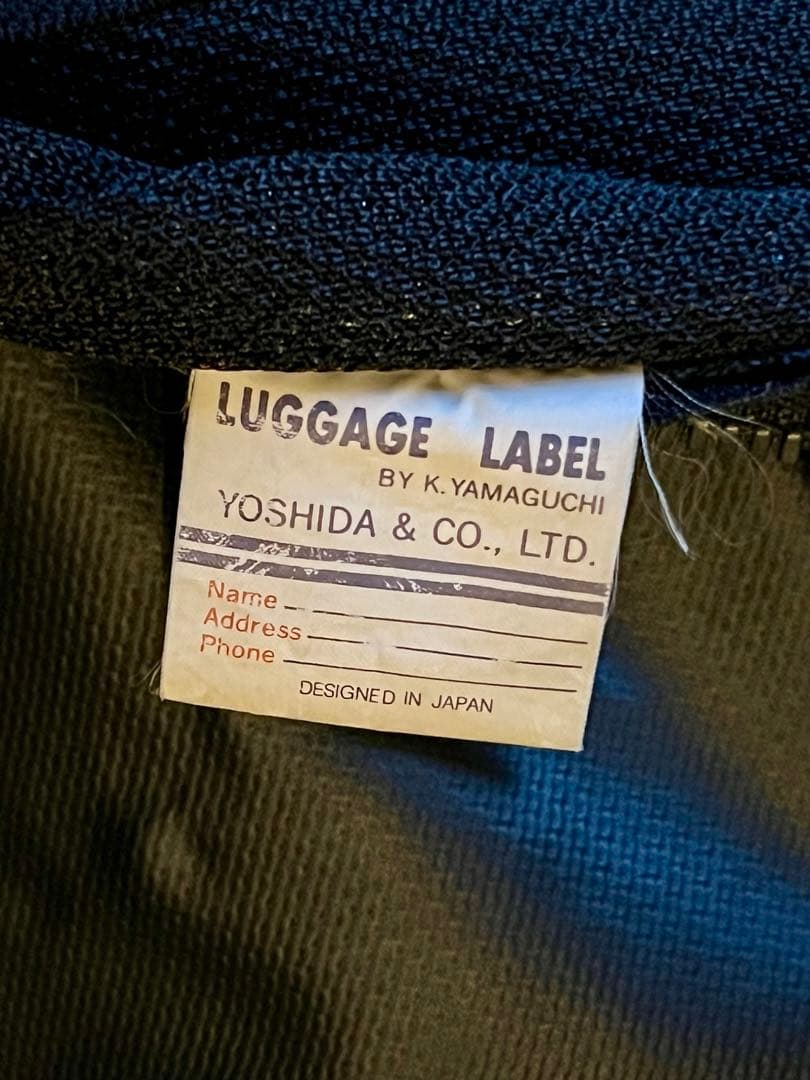 LUGGAGE LABEL
BY K.YAMAGUCHI
YOSHIDA & CO., LTD.
Name
Address
Phone
DESIGNED IN JAPAN